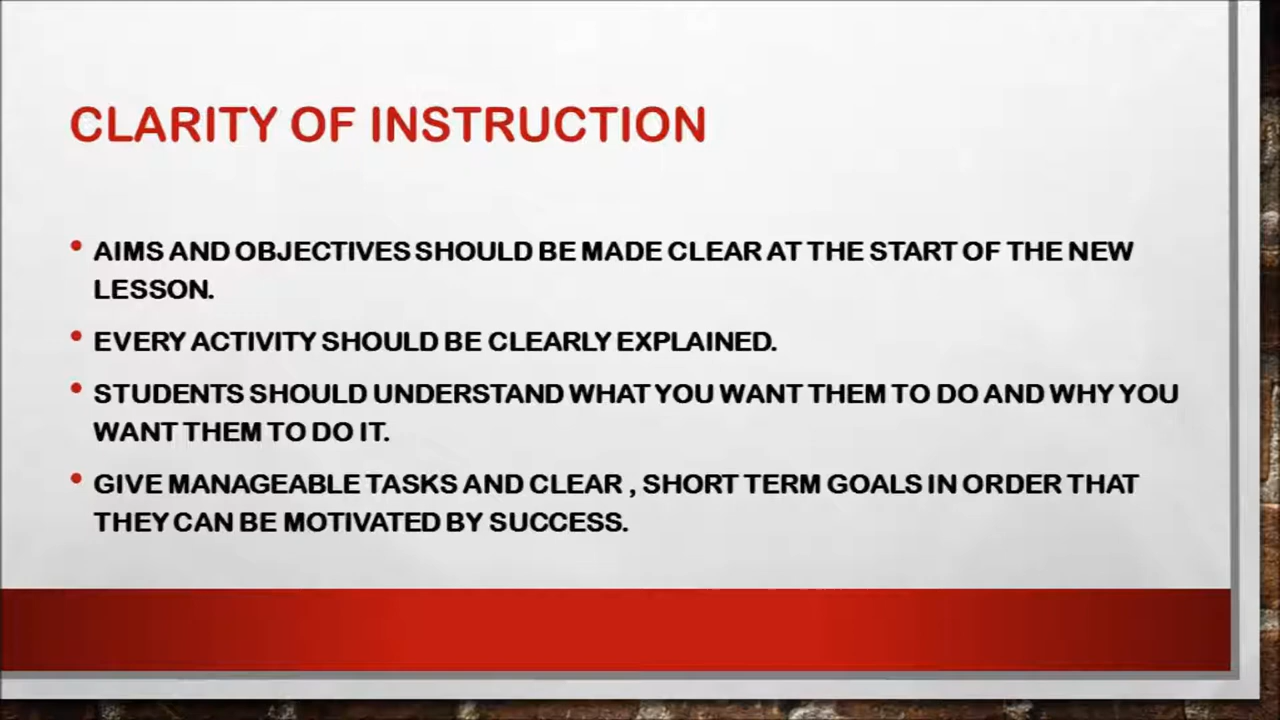 CLARITY OF INSTRUCTION
• AIMS AND OBJECTIVES SHOULD BE MADE CLEAR AT THE START OF THE NEW
LESSON.
• EVERY ACTIVITY SHOULD BE CLEARLY EXPLAINED.
• STUDENTS SHOULD UNDERSTAND WHAT YOU WANT THEM TO DO AND WHY YOU
WANT THEM TO DO IT.
• GIVE MANAGEABLE TASKS AND CLEAR , SHORT TERM GOALS IN ORDER THAT
THEY CAN BE MOTIVATED BY SUCCESS.